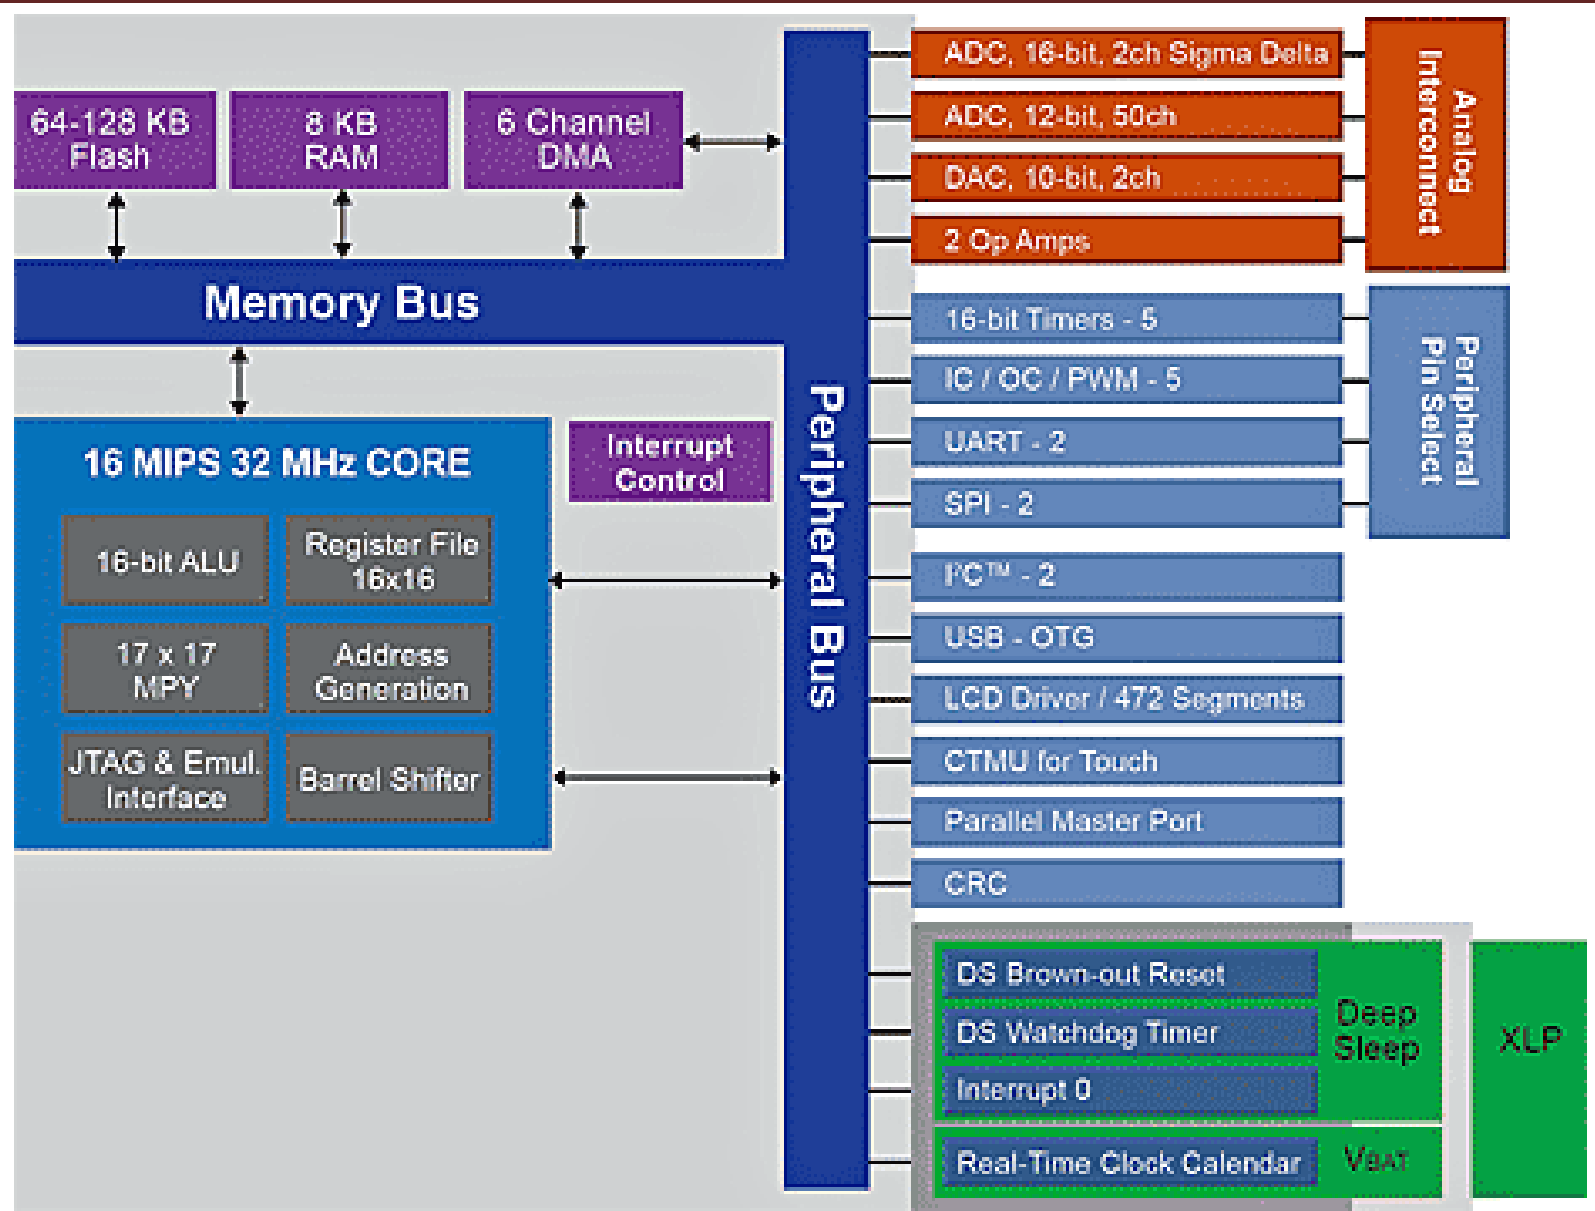 64-128 KB
Flash
8 KB
RAM
6 Channel
DMA
Memory Bus
16 MIPS 32 MHz CORE
16-bit ALU
Register File
16x16
17 x 17
MPY
Address
Generation
JTAG & Emul.
Interface
Barrel Shifter
Interrupt
Control
Peripheral Bus
ADC, 16-bit, 2ch Sigma Delta
ADC, 12-bit, 50ch
DAC, 10-bit, 2ch
2 Op Amps
Analog
Interconnect
16-bit Timers - 5
IC / OC / PWM - 5
UART - 2
SPI - 2
Peripheral
Pin Select
I²C™ - 2
USB - OTG
LCD Driver / 472 Segments
CTMU for Touch
Parallel Master Port
CRC
DS Brown-out Reset
DS Watchdog Timer
Interrupt 0
Deep
Sleep
Real-Time Clock Calendar
VBAT
XLP